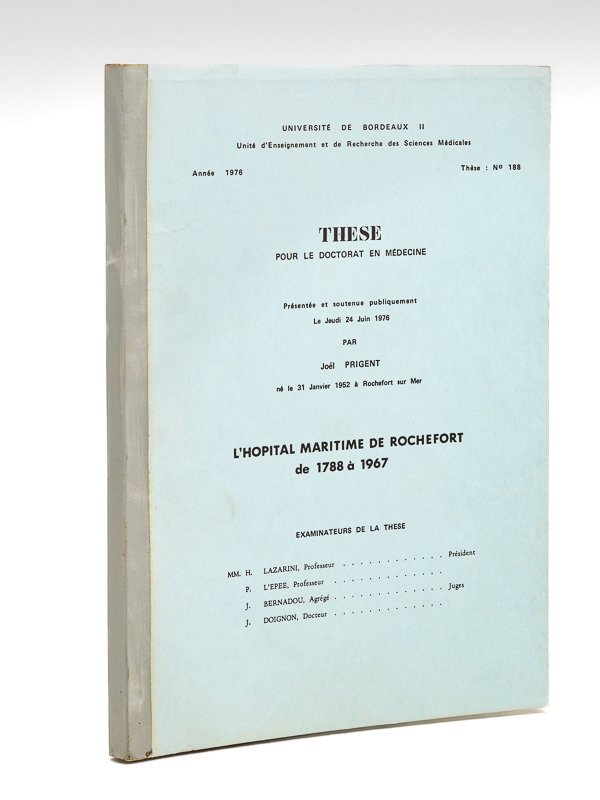 UNIVERSITÉ DE BORDEAUX II
Unité d'Enseignement et de Recherche des Sciences Médicales
Année 1976 Thèse : Nº 188
THESE
POUR LE DOCTORAT EN MÉDECINE
Présentée et soutenue publiquement
Le Jeudi 24 Juin 1976
PAR
Joël PRIGENT
né le 31 Janvier 1952 à Rochefort sur Mer
L'HOPITAL MARITIME DE ROCHEFORT
de 1788 à 1967
EXAMINATEURS DE LA THESE
MM. H. LAZARINI, Professeur . . . . . . . . . . . . Président
P. L'EPEE, Professeur . . . . . . . . . . . .
J. BERNADOU, Agrégé . . . . . . . . . . . . Juges
J. DOIGNON, Docteur . . . . . . . . . . . .